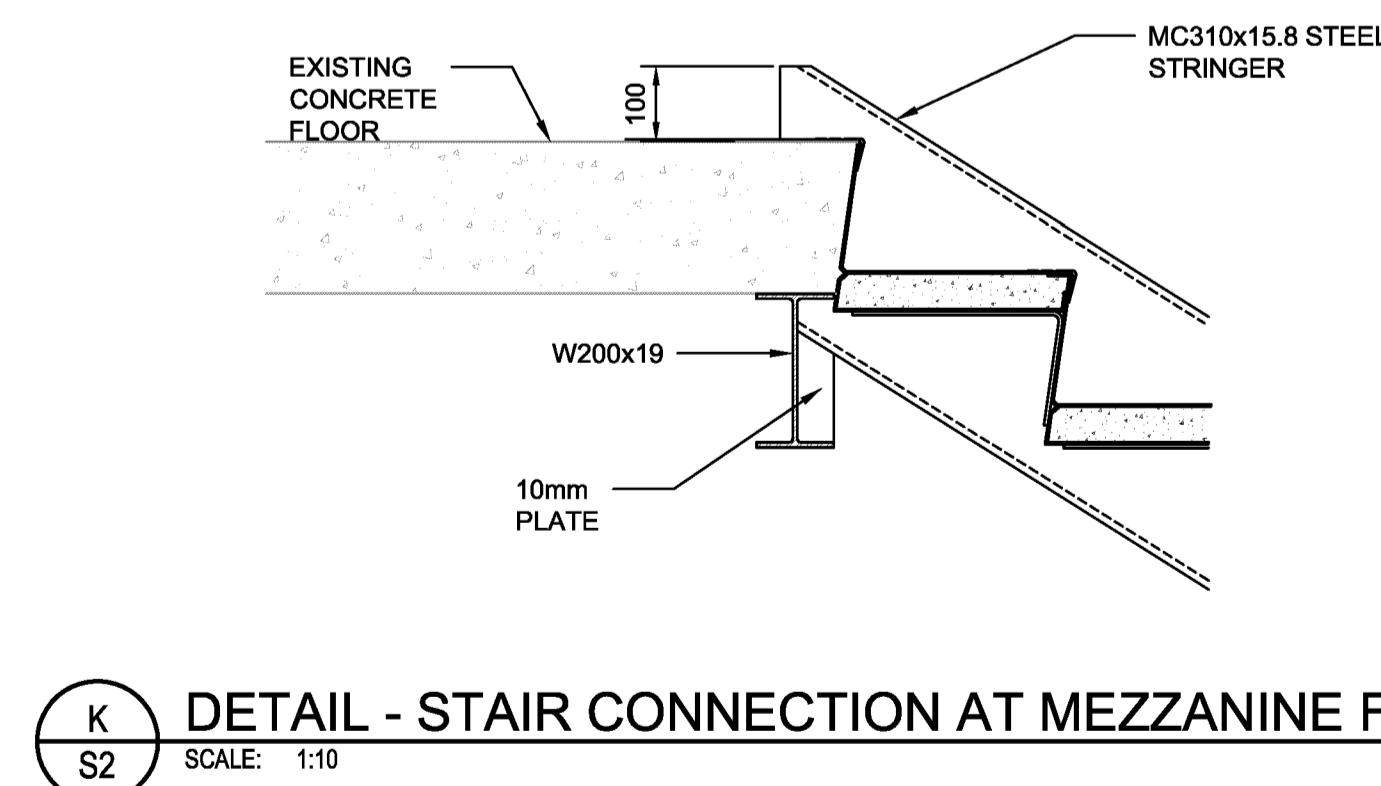 EXISTING
CONCRETE
FLOOR
100
MC310x15.8 STEEL
STRINGER
W200x19
10mm
PLATE
K
S2
DETAIL - STAIR CONNECTION AT MEZZANINE F
SCALE: 1:10